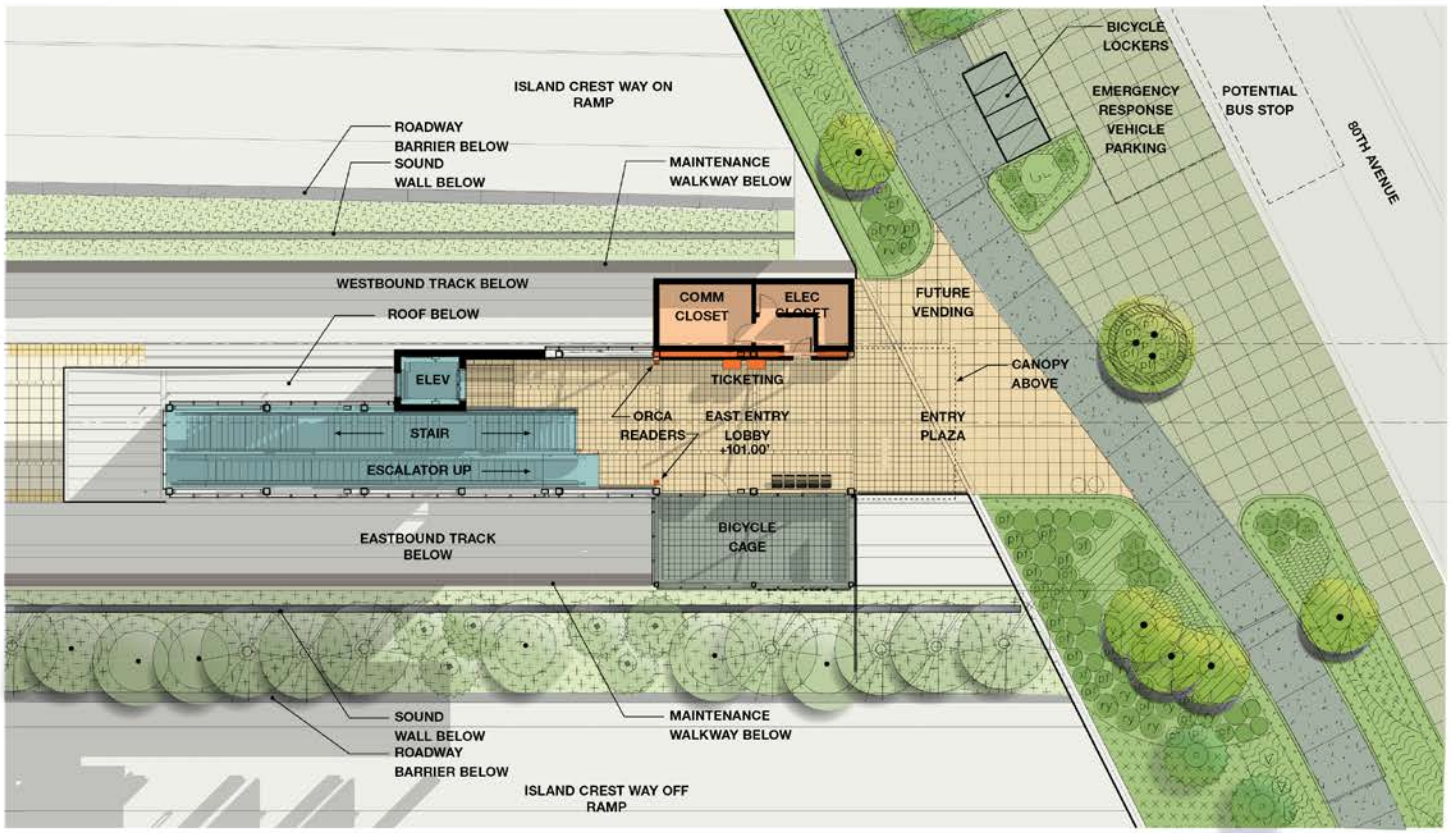 BICYCLE
LOCKERS
ISLAND CREST WAY ON
RAMP
EMERGENCY
RESPONSE
VEHICLE
PARKING
POTENTIAL
BUS STOP
80TH AVENUE
ROADWAY
BARRIER BELOW
SOUND
WALL BELOW
MAINTENANCE
WALKWAY BELOW
WESTBOUND TRACK BELOW
ROOF BELOW
COMM
CLOSET
ELEC
CLOSET
FUTURE
VENDING
CANOPY
ABOVE
ELEV
TICKETING
ORCA
READERS
EAST ENTRY
LOBBY
+101.00'
ENTRY
PLAZA
STAIR
ESCALATOR UP
EASTBOUND TRACK
BELOW
BICYCLE
CAGE
SOUND
WALL BELOW
ROADWAY
BARRIER BELOW
MAINTENANCE
WALKWAY BELOW
ISLAND CREST WAY OFF
RAMP